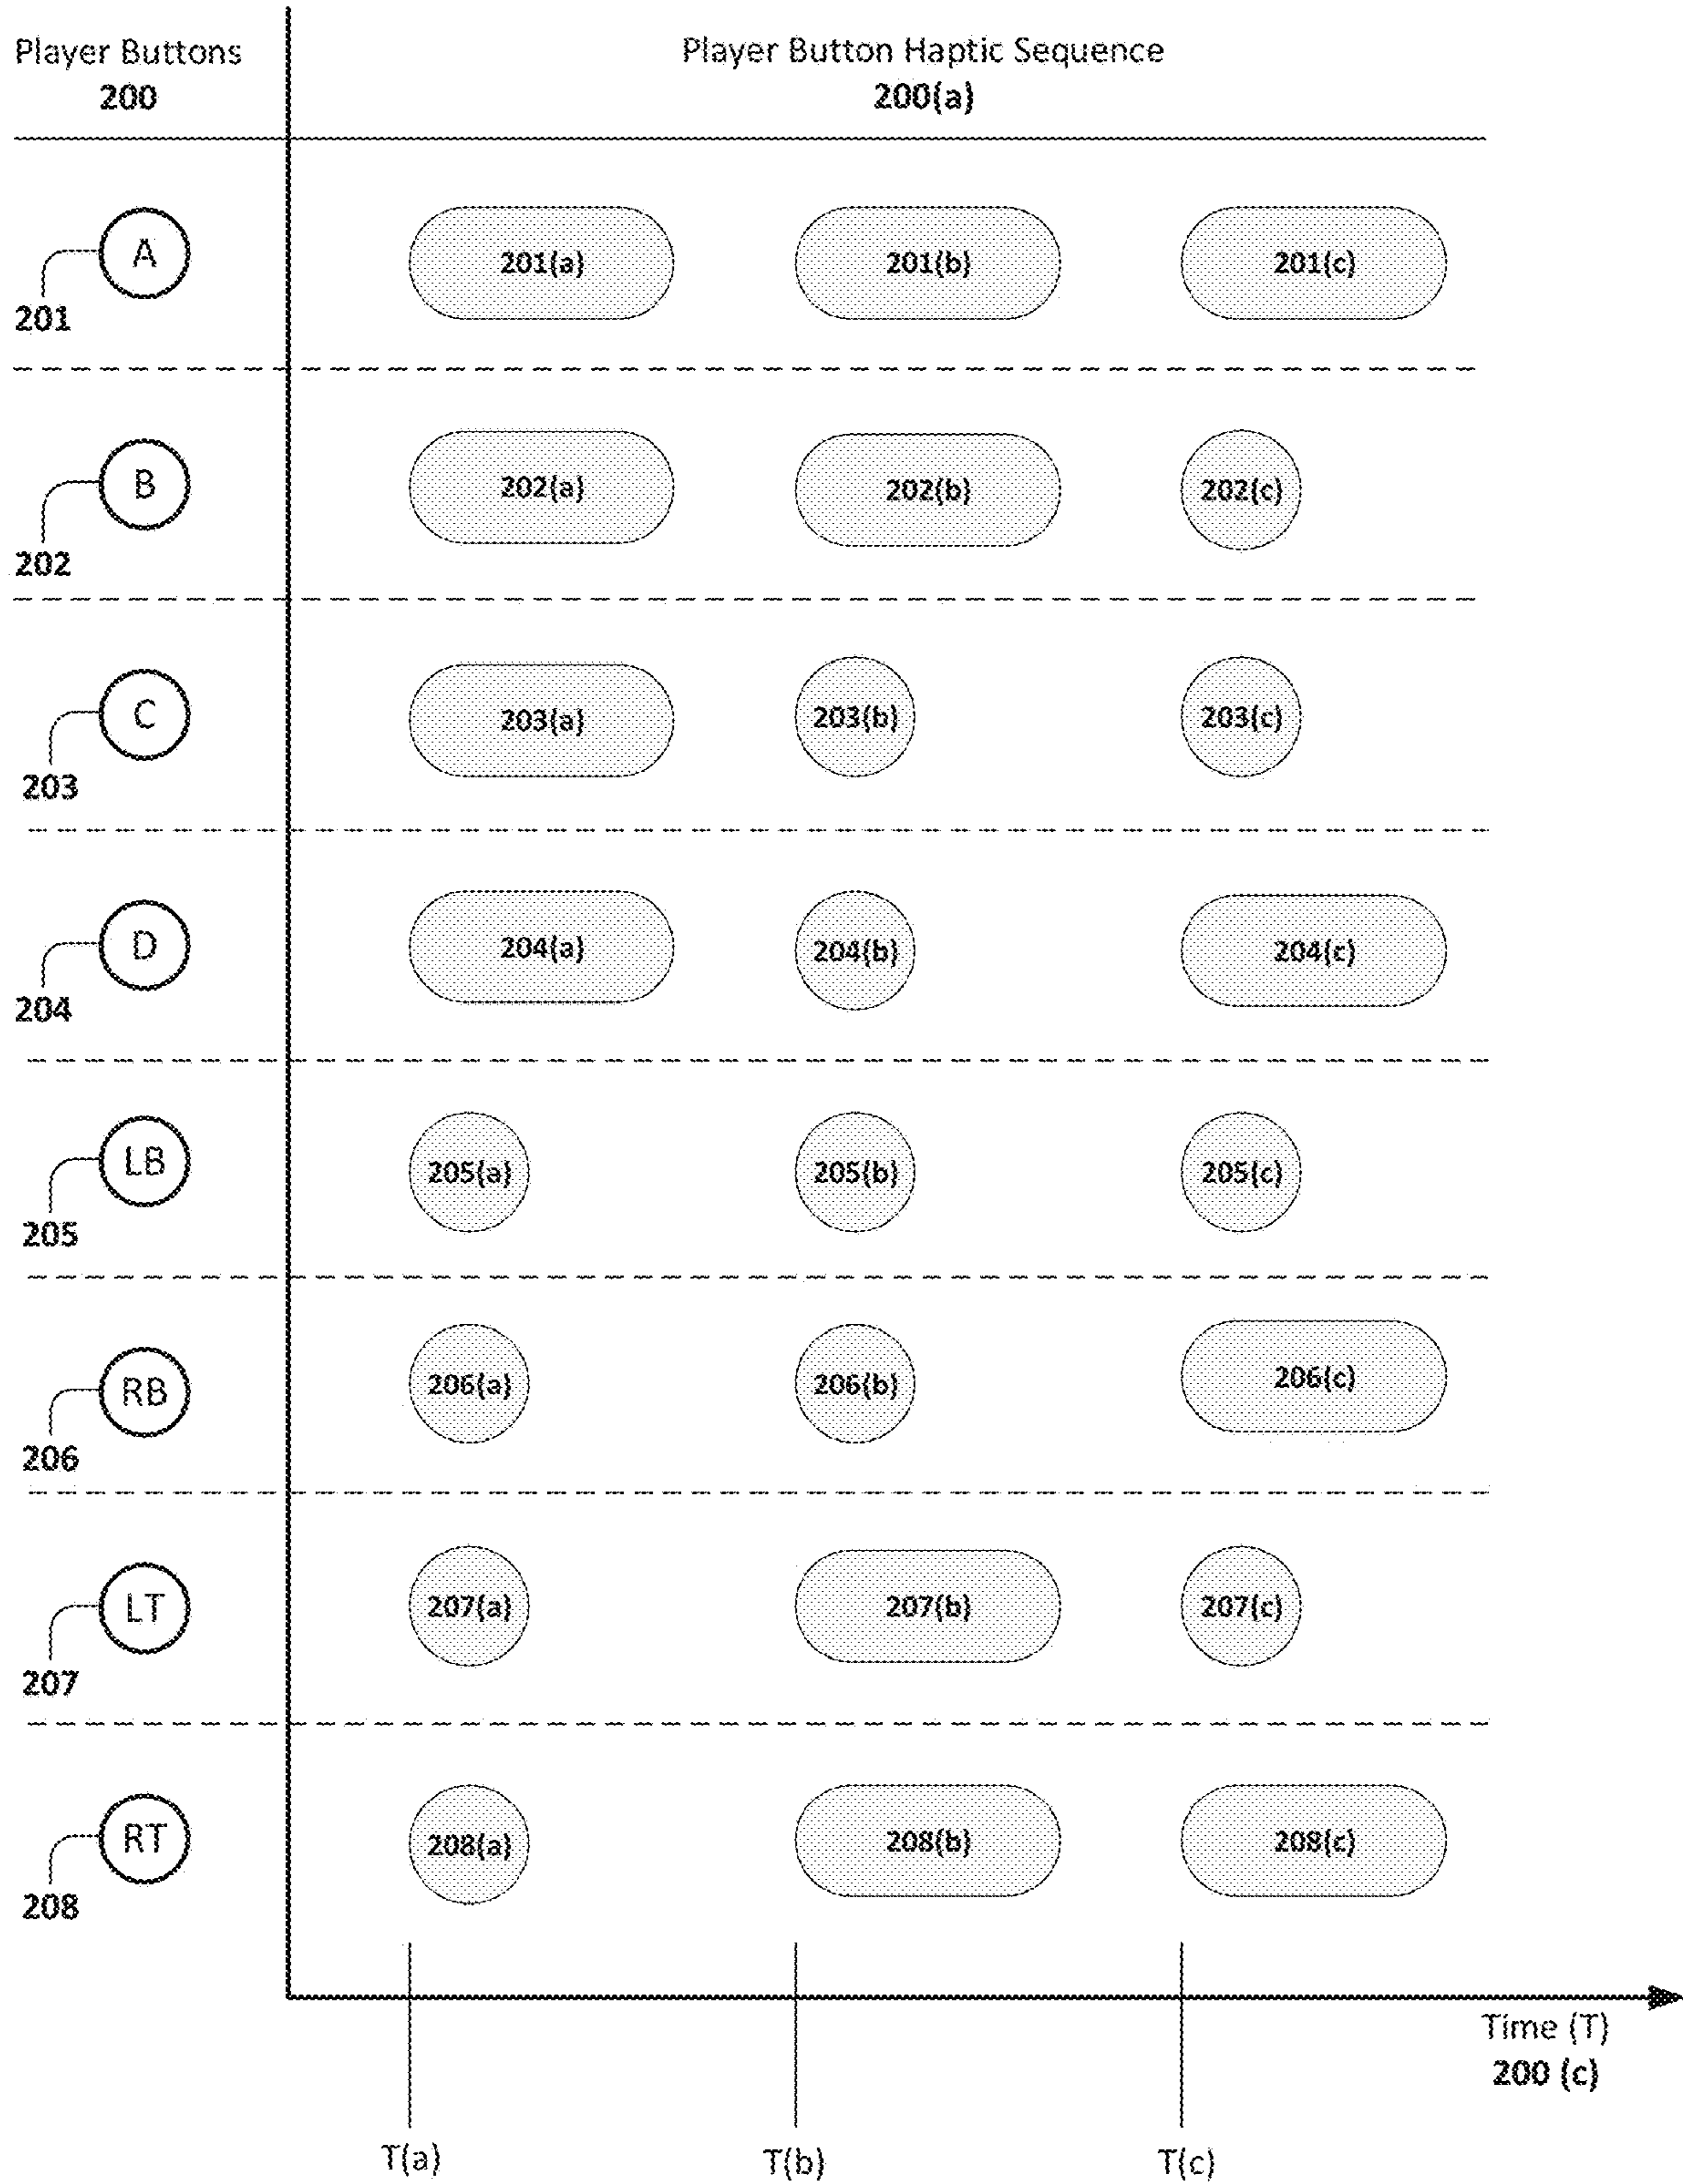 Player Buttons
200
Player Button Haptic Sequence
200(a)
A
201
201(a)
201(b)
201(c)
B
202
202(a)
202(b)
202(c)
C
203
203(a)
203(b)
203(c)
D
204
204(a)
204(b)
204(c)
LB
205
205(a)
205(b)
205(c)
RB
206
206(a)
206(b)
206(c)
LT
207
207(a)
207(b)
207(c)
RT
208
208(a)
208(b)
208(c)
Time (T)
200 (c)
T(a)
T(b)
T(c)